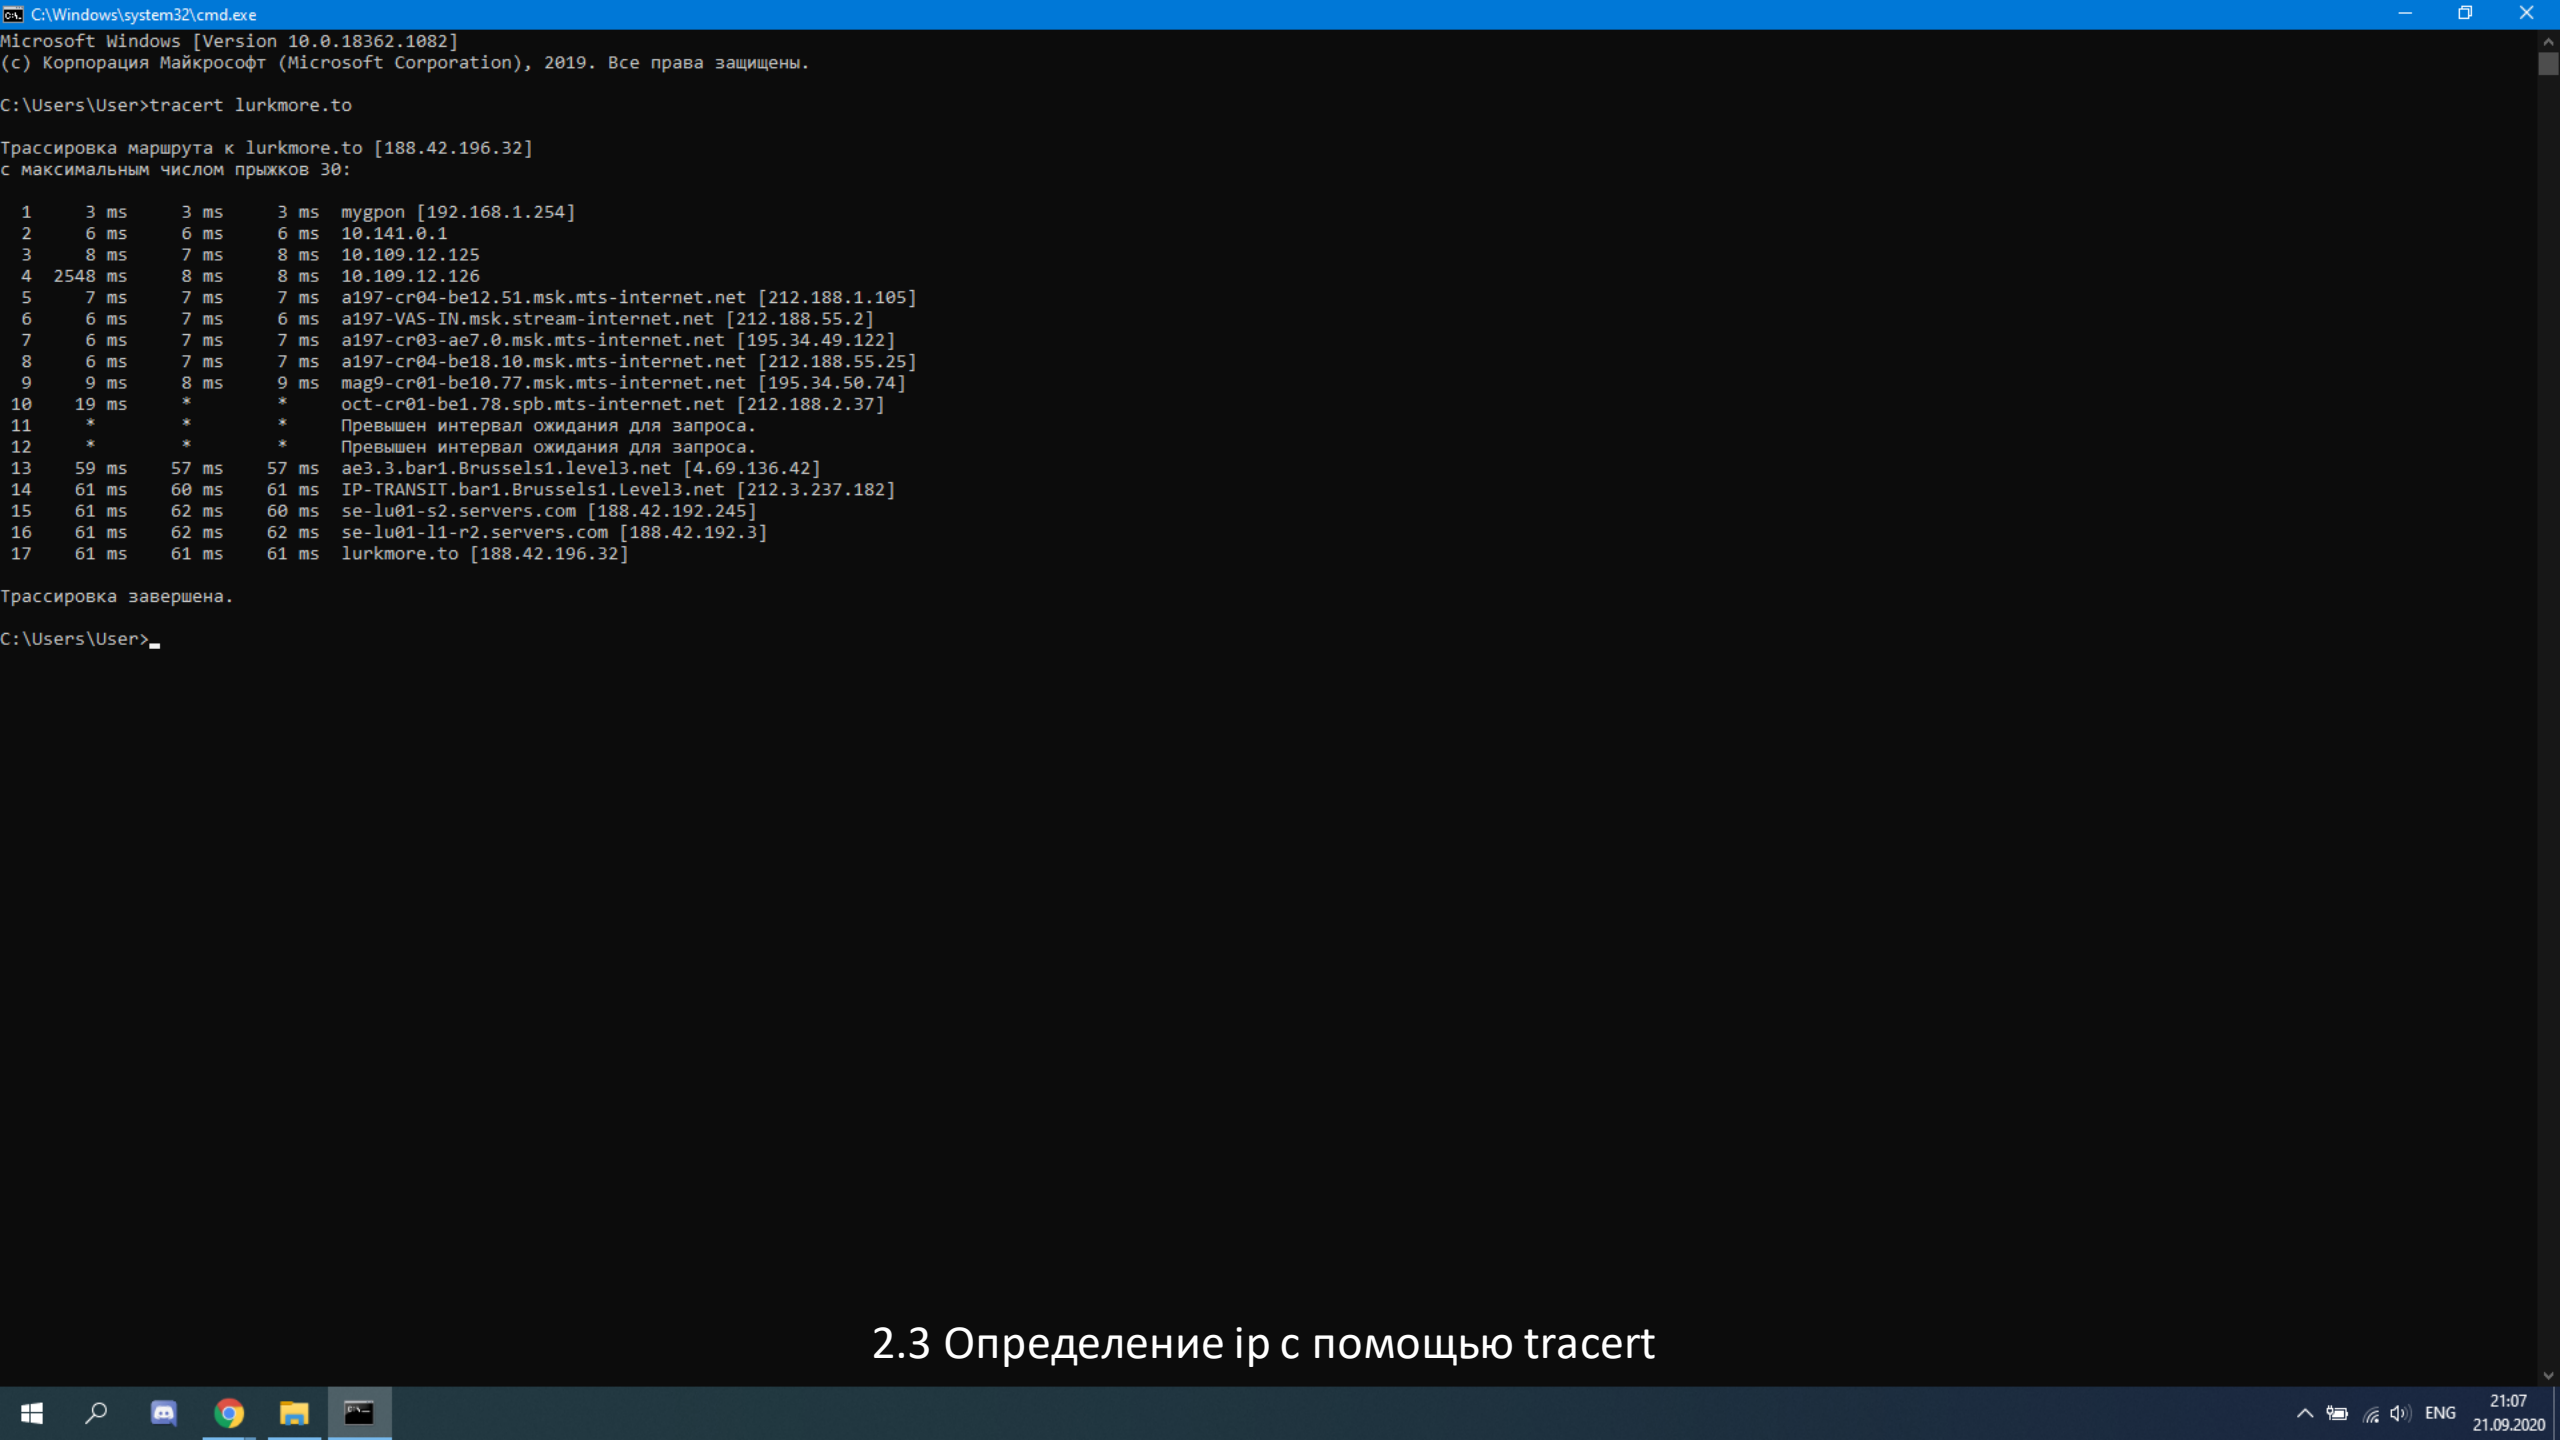 C:\Windows\system32\cmd.exe
Microsoft Windows [Version 10.0.18362.1082]
(c) Корпорация Майкрософт (Microsoft Corporation), 2019. Все права защищены.
C:\Users\User>tracert lurkmore.to
Трассировка маршрута к lurkmore.to [188.42.196.32]
с максимальным числом прыжков 30:
1 3 ms 3 ms 3 ms mygpon [192.168.1.254]
2 6 ms 6 ms 6 ms 10.141.0.1
3 8 ms 7 ms 8 ms 10.109.12.125
4 2548 ms 8 ms 8 ms 10.109.12.126
5 7 ms 7 ms 7 ms a197-cr04-be12.51.msk.mts-internet.net [212.188.1.105]
6 6 ms 7 ms 6 ms a197-VAS-IN.msk.stream-internet.net [212.188.55.2]
7 6 ms 7 ms 7 ms a197-cr03-ae7.0.msk.mts-internet.net [195.34.49.122]
8 6 ms 7 ms 7 ms a197-cr04-be18.10.msk.mts-internet.net [212.188.55.25]
9 9 ms 8 ms 9 ms mag9-cr01-be10.77.msk.mts-internet.net [195.34.50.74]
10 19 ms * * oct-cr01-be1.78.spb.mts-internet.net [212.188.2.37]
11 * * * Превышен интервал ожидания для запроса.
12 * * * Превышен интервал ожидания для запроса.
13 59 ms 57 ms 57 ms ae3.3.bar1.Brussels1.level3.net [4.69.136.42]
14 61 ms 60 ms 61 ms IP-TRANSIT.bar1.Brussels1.Level3.net [212.3.237.182]
15 61 ms 62 ms 60 ms se-lu01-s2.servers.com [188.42.192.245]
16 61 ms 62 ms 62 ms se-lu01-l1-r2.servers.com [188.42.192.3]
17 61 ms 61 ms 61 ms lurkmore.to [188.42.196.32]
Трассировка завершена.
C:\Users\User>
2.3 Определение ip с помощью tracert
ENG
21:07
21.09.2020